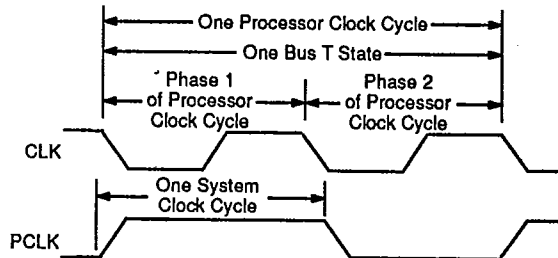 One Processor Clock Cycle
One Bus T State
Phase 1
of Processor
Clock Cycle
Phase 2
of Processor
Clock Cycle
CLK
One System
Clock Cycle
PCLK